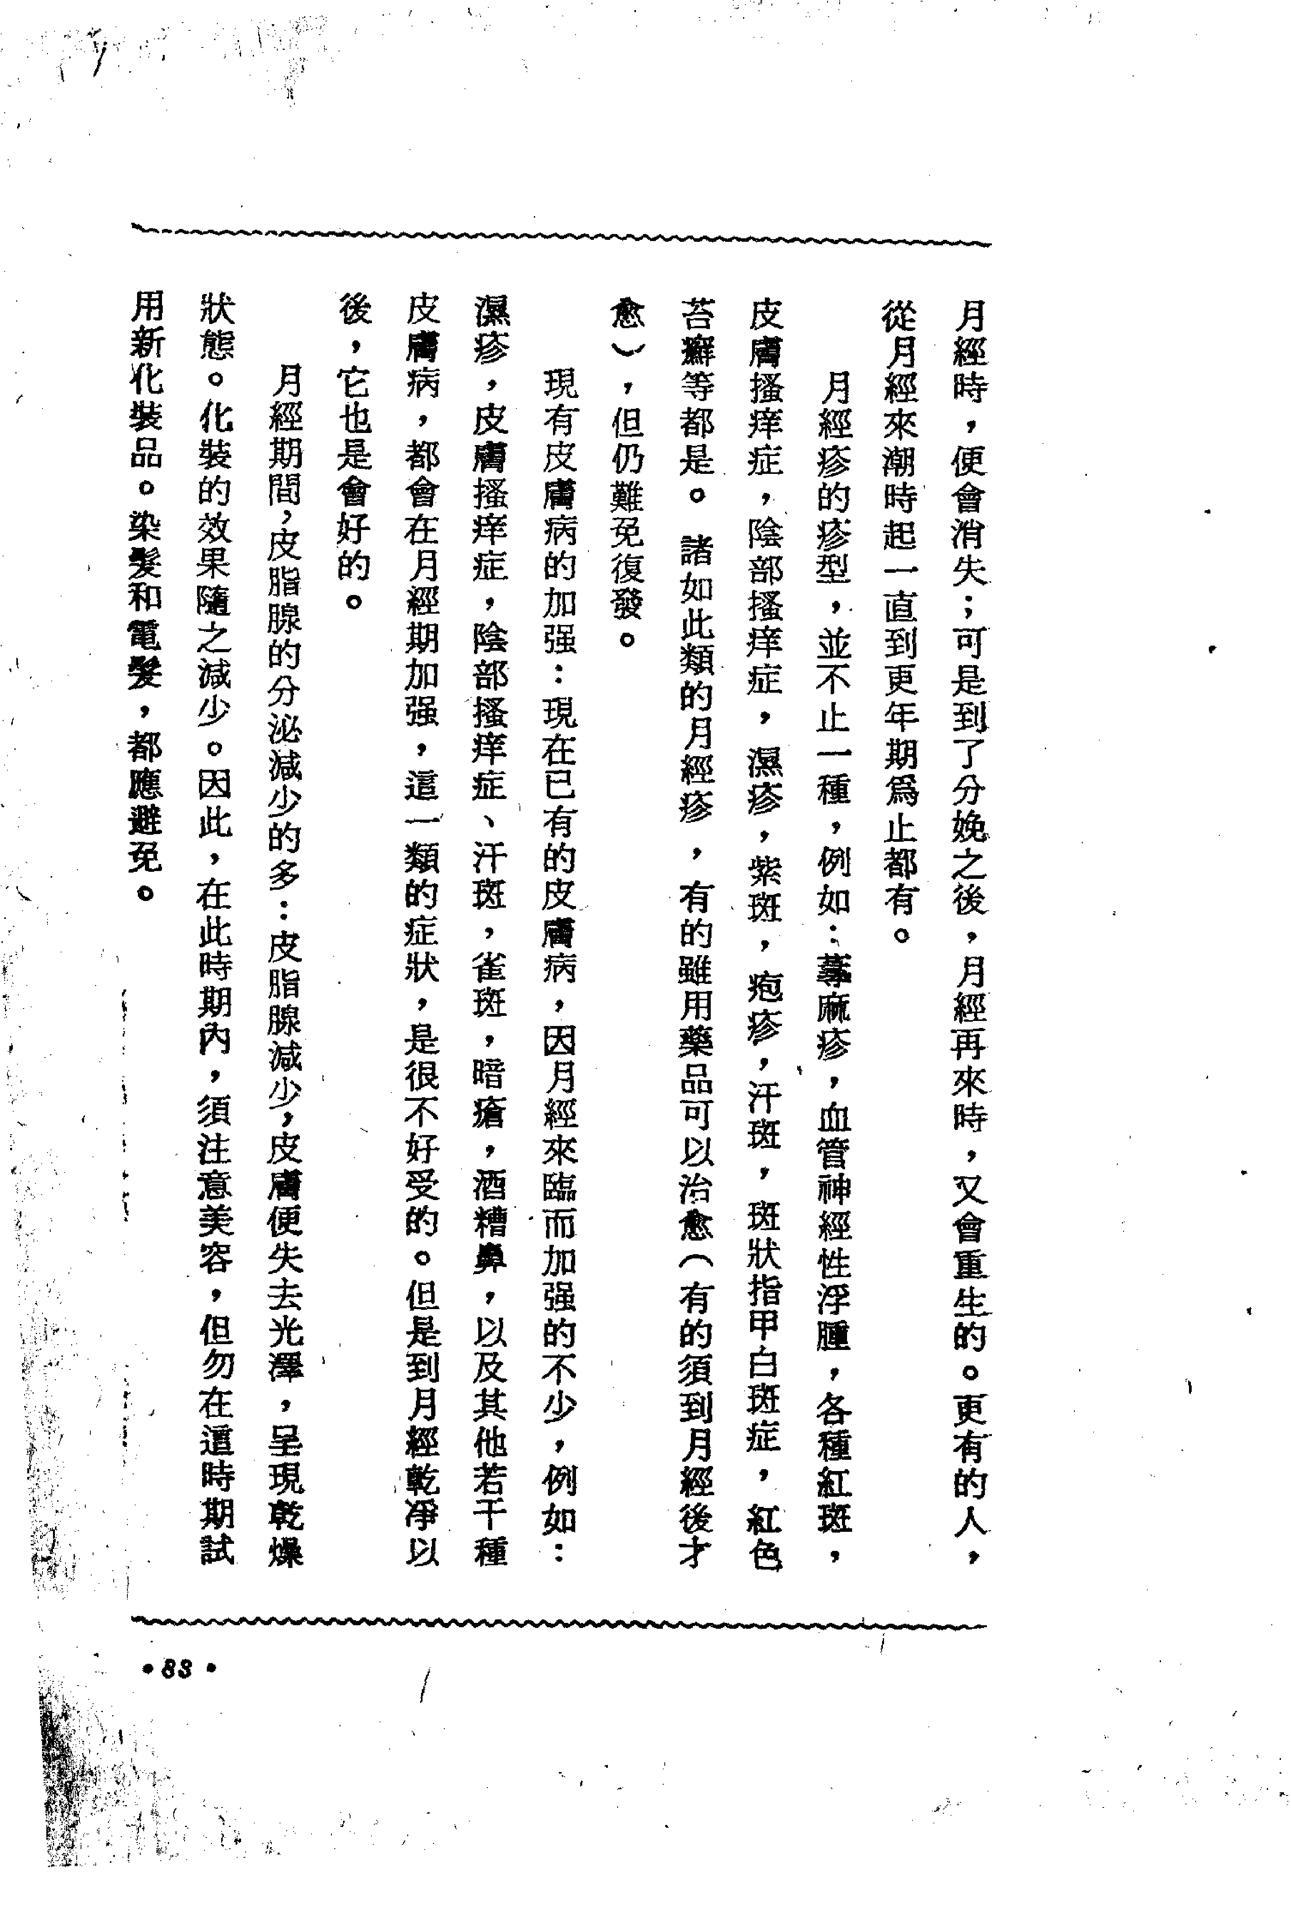 月經時，便會消失；可是到了分娩之後，月經再來時，又會重生的。更有的人，
從月經來潮時起一直到更年期爲止都有。
月經疹的疹型，並不止一種，例如：蕁麻疹，血管神經性浮腫，各種紅斑，
皮膚搔痒症，陰部搔痒症，濕疹，紫斑，疱疹，汗斑，斑狀指甲白斑症，紅色
苔癬等都是。諸如此類的月經疹，有的雖用藥品可以治愈（有的須到月經後才
愈），但仍難免復發。
現有皮膚病的加强：現在已有的皮膚病，因月經來臨而加强的不少，例如：
濕疹，皮膚搔痒症，陰部搔痒症、汗斑，雀斑，暗瘡，酒糟鼻，以及其他若干種
皮膚病，都會在月經期加强，這一類的症狀，是很不好受的。但是到月經乾凈以
後，它也是會好的。
月經期間，皮脂腺的分泌減少的多：皮脂腺減少，皮膚便失去光澤，呈現乾燥
狀態。化裝的效果隨之減少。因此，在此時期內，須注意美容，但勿在這時期試
用新化裝品。染髮和電髮，都應避免。
•83•